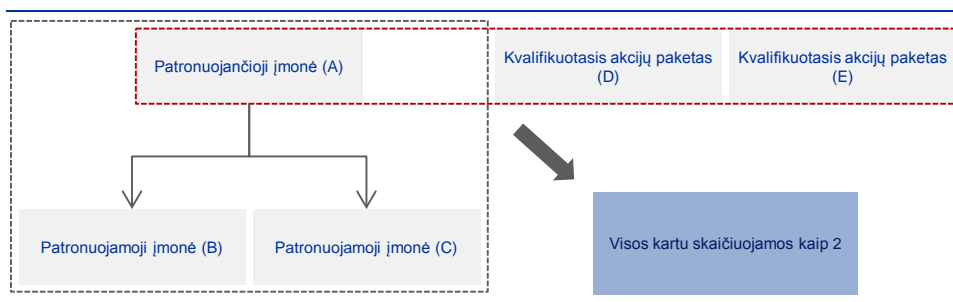 Patronuojančioji įmonė (A)
Kvalifikuotasis akcijų paketas
(D)
Kvalifikuotasis akcijų paketas
(E)
Patronuojamoji įmonė (B)
Patronuojamoji įmonė (C)
Visos kartu skaičiuojamos kaip 2